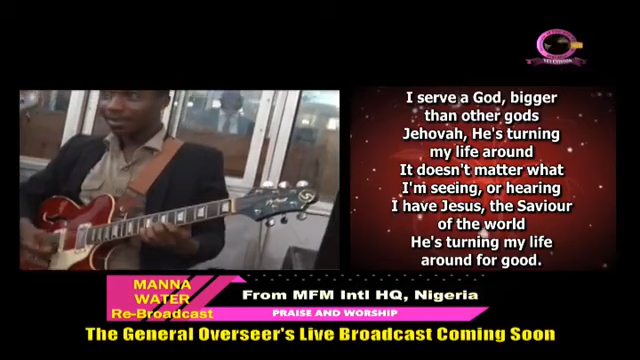 I serve a God, bigger
than other gods
Jehovah, He's turning
my life around
It doesn't matter what
I'm seeing, or hearing
I have Jesus, the Saviour
of the world
He's turning my life
around for good.
MANNA
WATER
Re-Broadcast
From MFM Intl HQ, Nigeria
PRAISE AND WORSHIP
The General Overseer's Live Broadcast Coming Soon